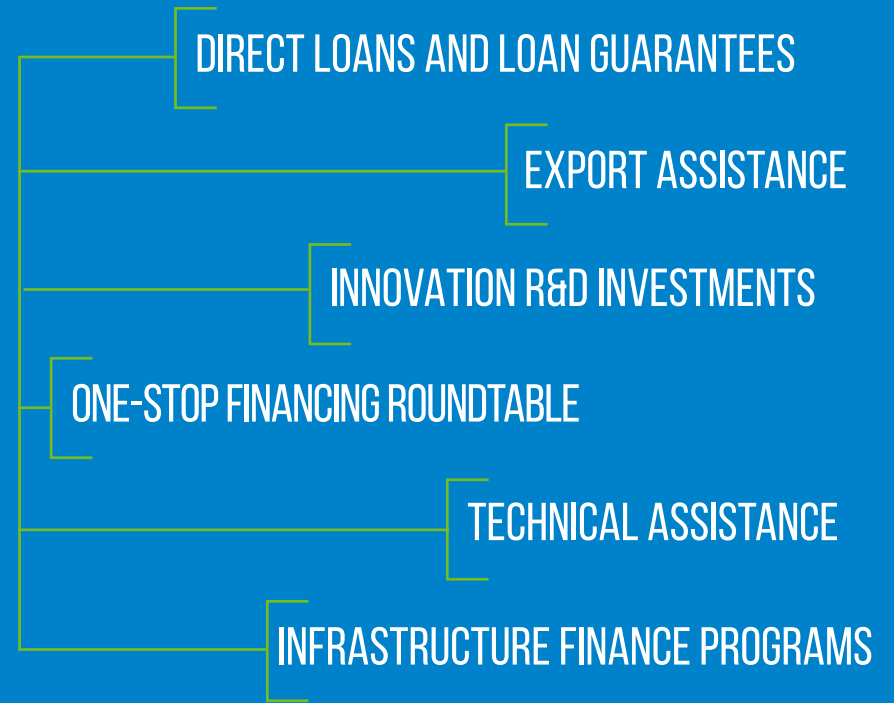 DIRECT LOANS AND LOAN GUARANTEES
EXPORT ASSISTANCE
INNOVATION R&D INVESTMENTS
ONE-STOP FINANCING ROUNDTABLE
TECHNICAL ASSISTANCE
INFRASTRUCTURE FINANCE PROGRAMS